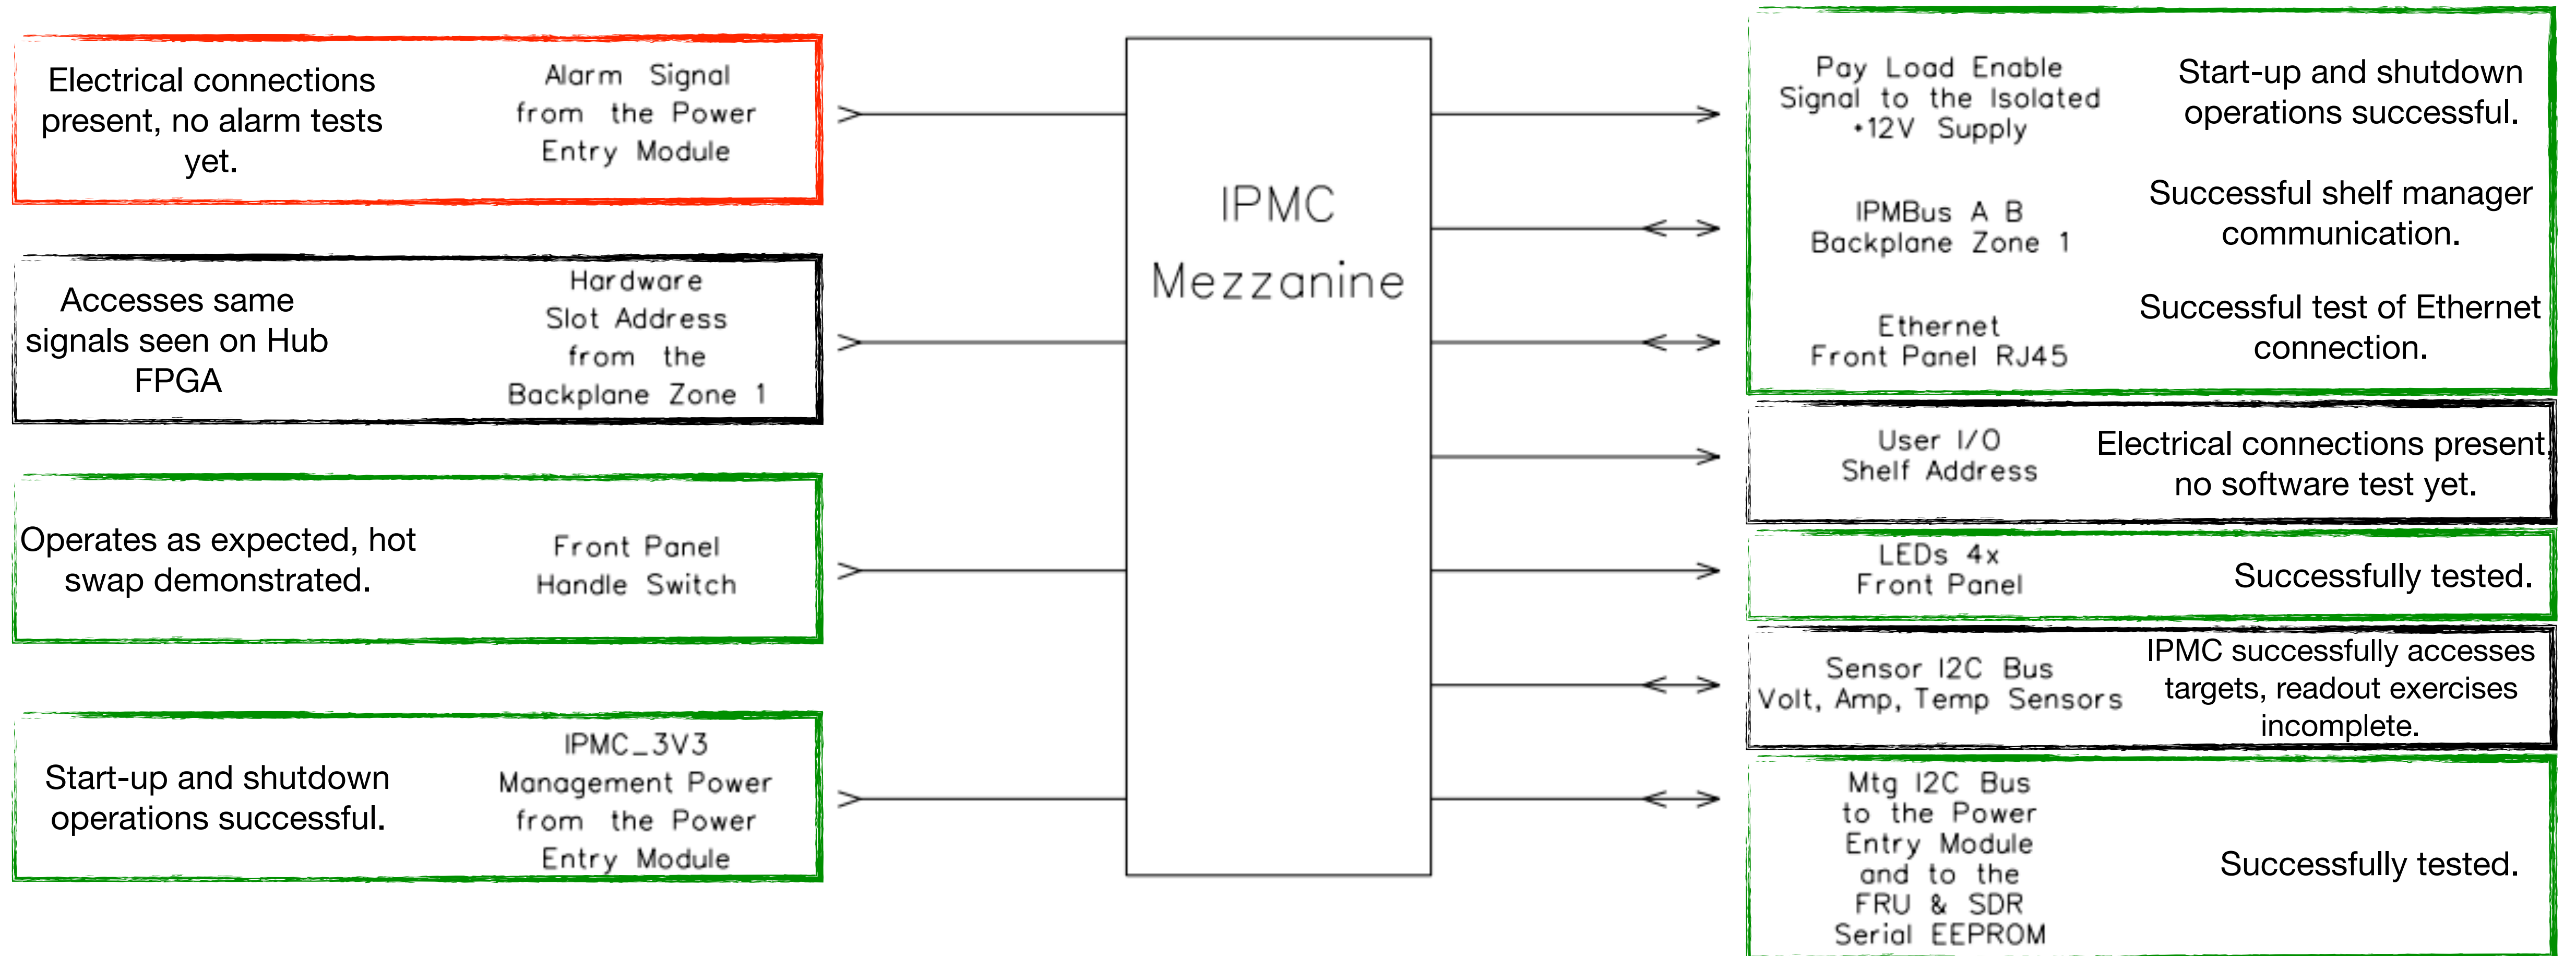 Electrical connections
present, no alarm tests
yet.
Alarm Signal
from the Power
Entry Module
Accesses same
signals seen on Hub
FPGA
Hardware
Slot Address
from the
Backplane Zone 1
Operates as expected, hot
swap demonstrated.
Front Panel
Handle Switch
Start-up and shutdown
operations successful.
IPMC_3V3
Management Power
from the Power
Entry Module
IPMC
Mezzanine
Pay Load Enable
Signal to the Isolated
+12V Supply
Start-up and shutdown
operations successful.
IPMBus A B
Backplane Zone 1
Successful shelf manager
communication.
Ethernet
Front Panel RJ45
Successful test of Ethernet
connection.
User I/O
Shelf Address
Electrical connections present,
no software test yet.
LEDs 4x
Front Panel
Successfully tested.
Sensor I2C Bus
Volt, Amp, Temp Sensors
IPMC successfully accesses
targets, readout exercises
incomplete.
Mtg I2C Bus
to the Power
Entry Module
and to the
FRU & SDR
Serial EEPROM
Successfully tested.